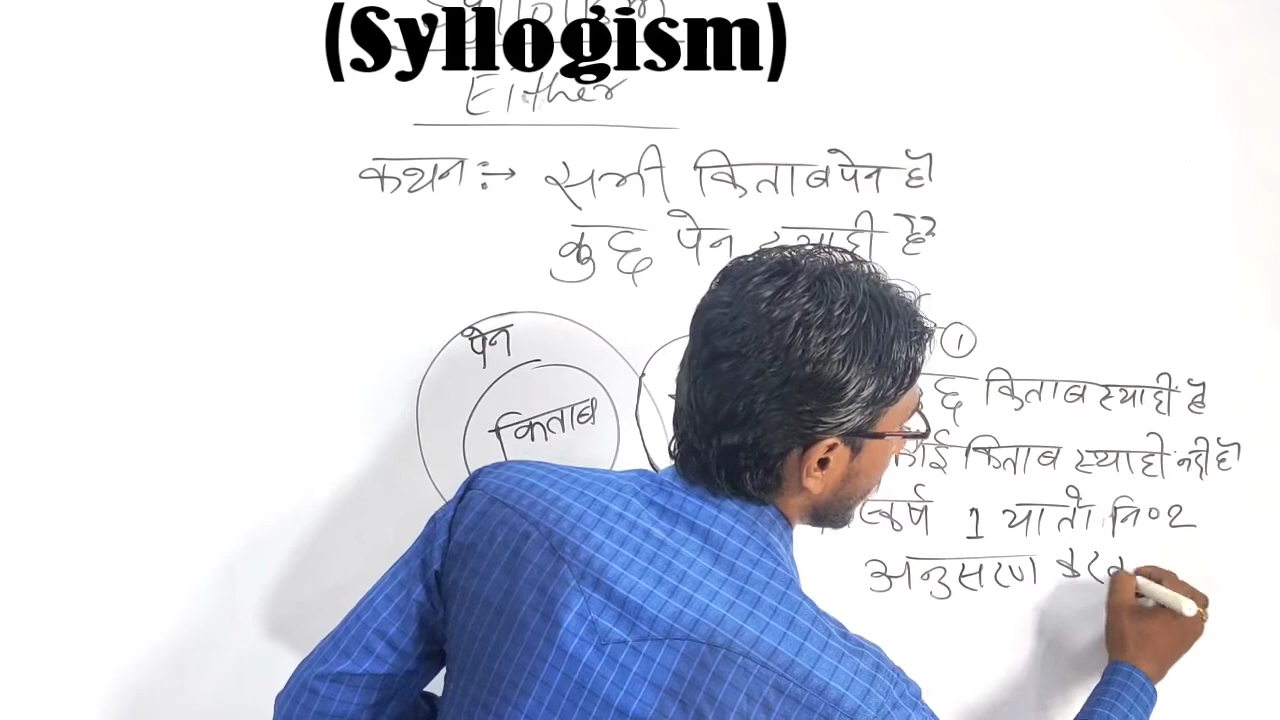 (Syllogism)
Either
कथन :→ सभी किताब पेन है
कुछ पेन स्याही है
पेन
किताब
1
किताब स्याही है
कोई किताब स्याही नहीं है
1 या तो नि० 2
अनुसरण